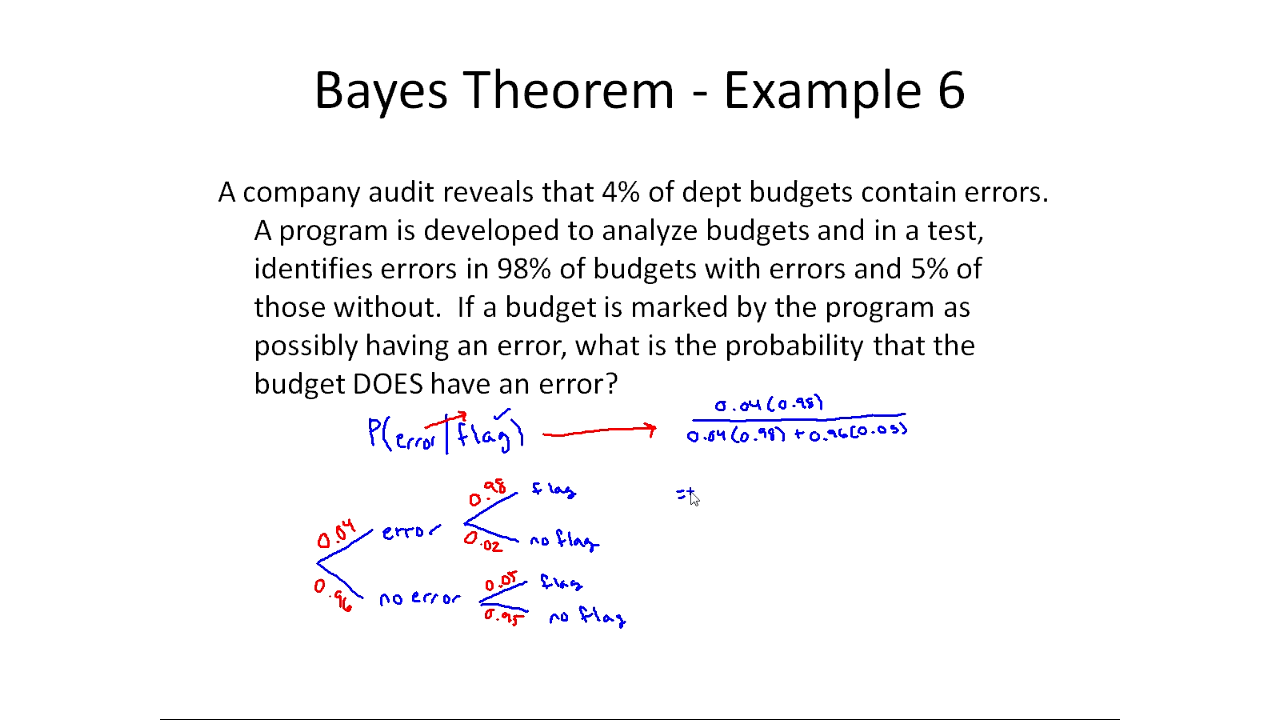 Bayes Theorem - Example 6
A company audit reveals that 4% of dept budgets contain errors.
A program is developed to analyze budgets and in a test,
identifies errors in 98% of budgets with errors and 5% of
those without. If a budget is marked by the program as
possibly having an error, what is the probability that the
budget DOES have an error?
P(error|flag)
0.04(0.98)
0.04(0.98) + 0.96(0.05)
=
0.98 flag
0.04 error
0.02 no flag
0.05 flag
0.96 no error
0.95 no flag